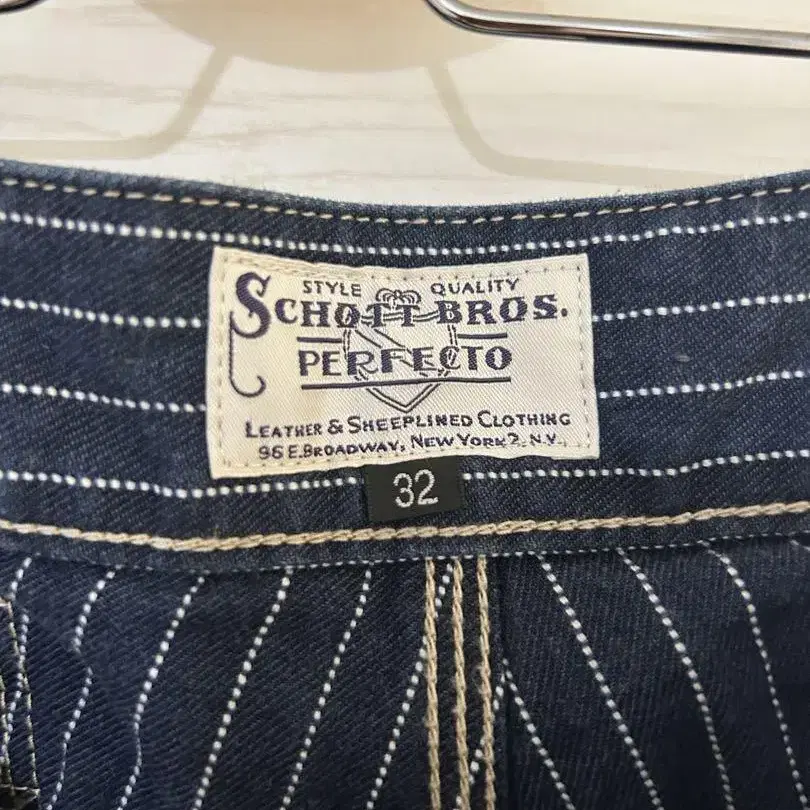 STYLE QUALITY
SCHOTT BROS.
PERFECTO
LEATHER & SHEEPLINED CLOTHING
96 E. BROADWAY, NEW YORK 2, N.Y.
32